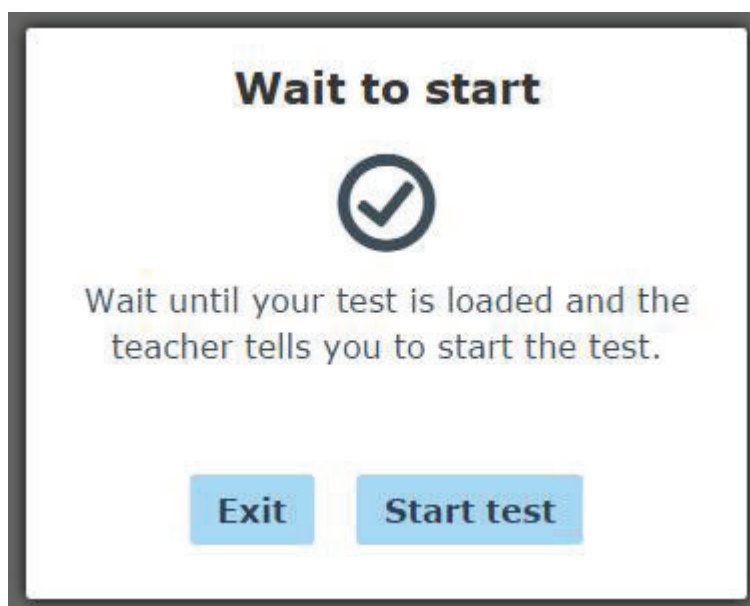 Wait to start
Wait until your test is loaded and the
teacher tells you to start the test.
Exit Start test